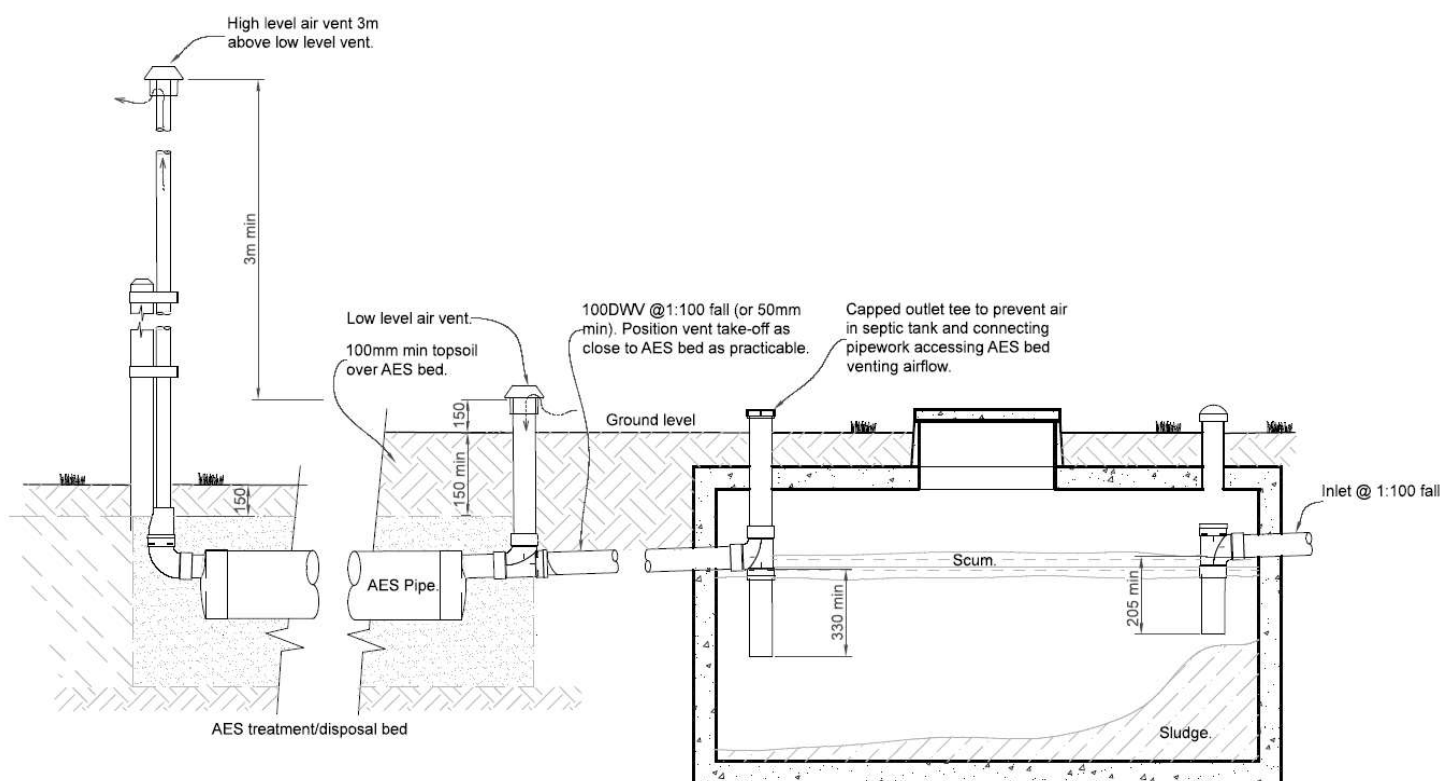 High level air vent 3m
above low level vent.
3m min
Low level air vent.
100mm min topsoil
over AES bed.
100DWV @1:100 fall (or 50mm
min). Position vent take-off as
close to AES bed as practicable.
Capped outlet tee to prevent air
in septic tank and connecting
pipework accessing AES bed
venting airflow.
150
Ground level
150 min
150
Inlet @ 1:100 fall
AES Pipe.
Scum.
330 min
205 min
AES treatment/disposal bed
Sludge.